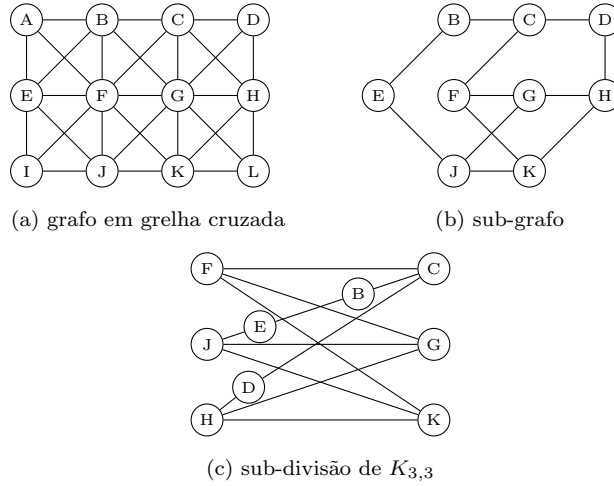 A B C D B C D
E F G H E F G H
I J K L J K
(a) grafo em grelha cruzada (b) sub-grafo
F C
B
E
J G
D
H K
(c) sub-divisão de K3,3